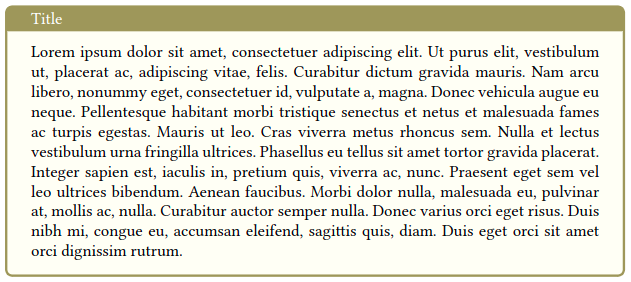 Title
Lorem ipsum dolor sit amet, consectetuer adipiscing elit. Ut purus elit, vestibulum
ut, placerat ac, adipiscing vitae, felis. Curabitur dictum gravida mauris. Nam arcu
libero, nonummy eget, consectetuer id, vulputate a, magna. Donec vehicula augue eu
neque. Pellentesque habitant morbi tristique senectus et netus et malesuada fames
ac turpis egestas. Mauris ut leo. Cras viverra metus rhoncus sem. Nulla et lectus
vestibulum urna fringilla ultrices. Phasellus eu tellus sit amet tortor gravida placerat.
Integer sapien est, iaculis in, pretium quis, viverra ac, nunc. Praesent eget sem vel
leo ultrices bibendum. Aenean faucibus. Morbi dolor nulla, malesuada eu, pulvinar
at, mollis ac, nulla. Curabitur auctor semper nulla. Donec varius orci eget risus. Duis
nibh mi, congue eu, accumsan eleifend, sagittis quis, diam. Duis eget orci sit amet
orci dignissim rutrum.